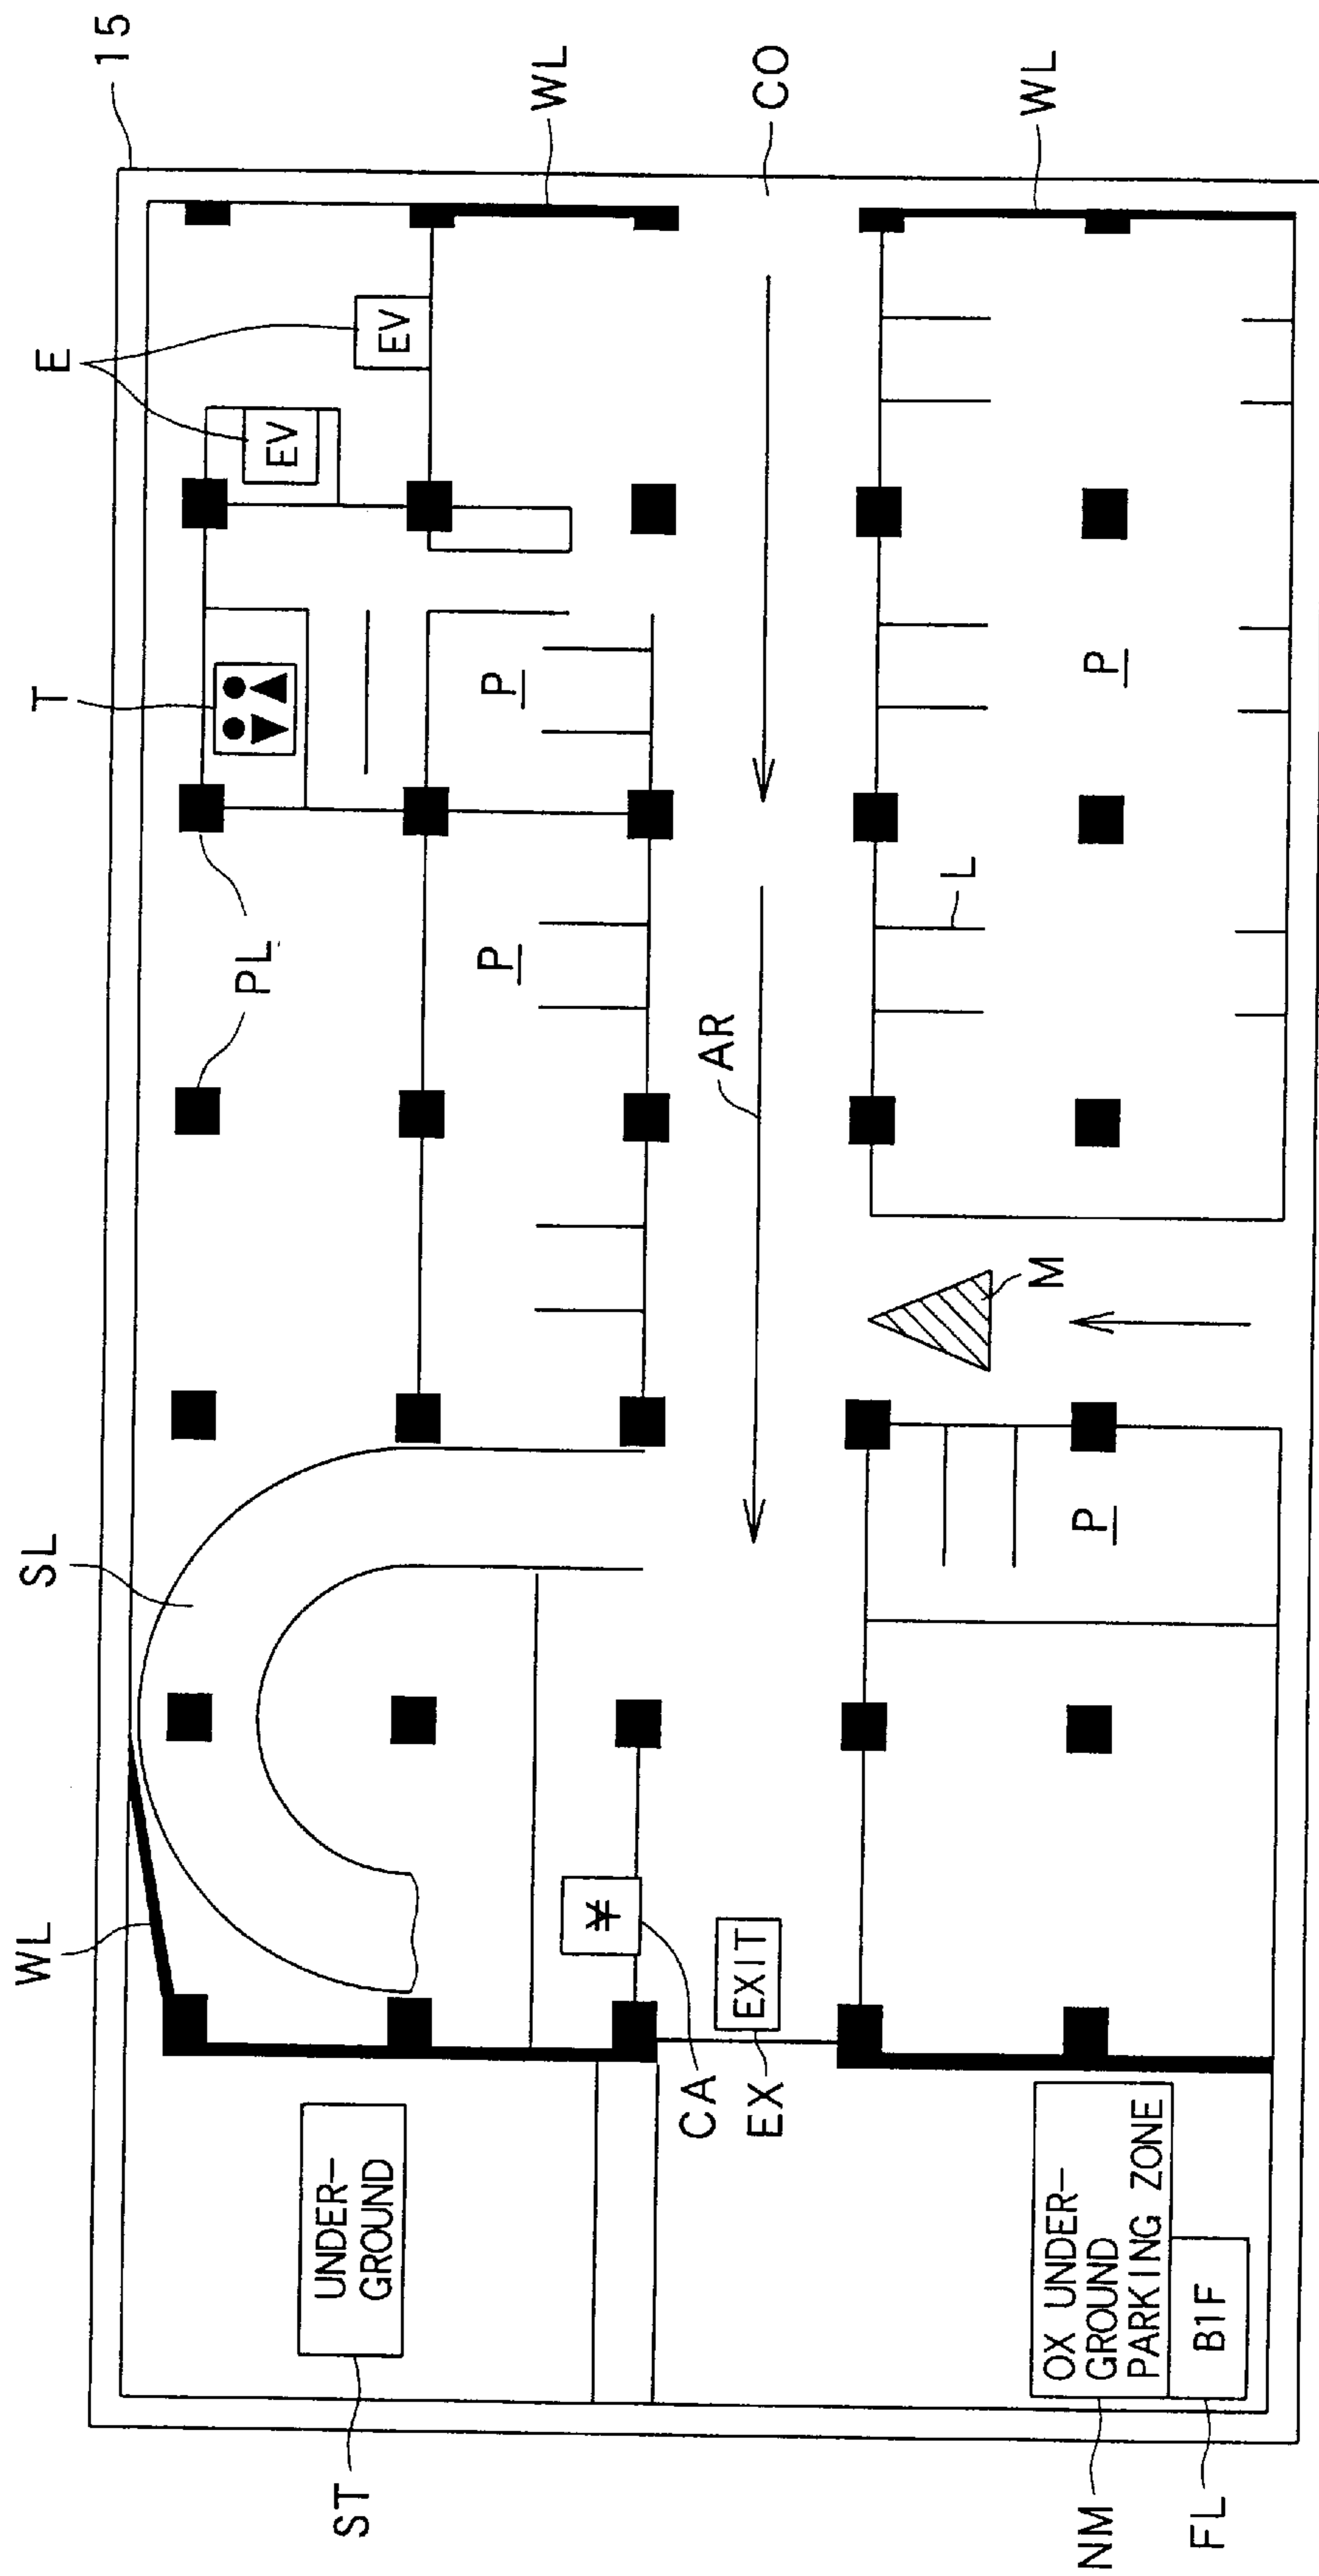 15
WL
CO
WL
E
EV
EV
T
P
P
P
PL
L
AR
M
SL
P
WL
¥
EXIT
CA
EX
UNDER-
GROUND
OX UNDER-
GROUND
PARKING ZONE
B1F
ST
NM
FL